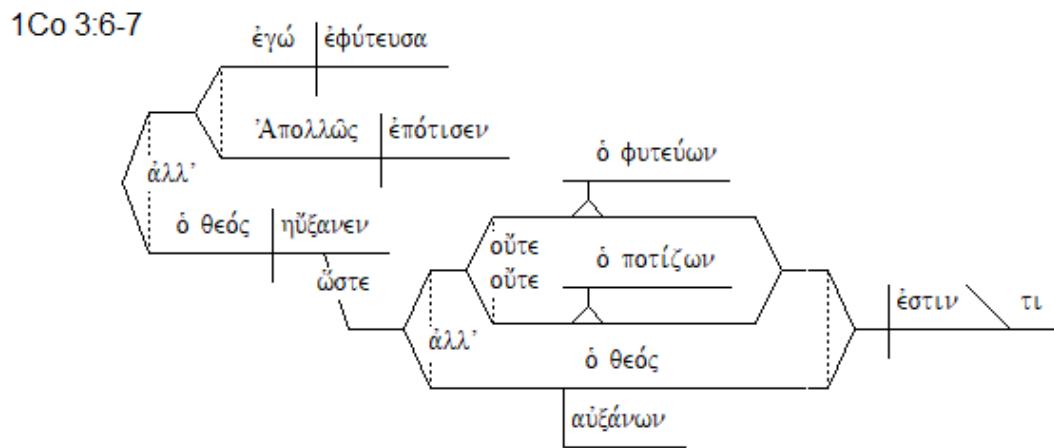 1Co 3:6-7
ἐγώ ἐφύτευσα
Ἀπολλῶς ἐπότισεν
ἀλλ’
ὁ θεός ηὔξανεν
ὥστε
ὁ φυτεύων
οὔτε
οὔτε
ὁ ποτίζων
ἀλλ’
ὁ θεός
αὐξάνων
ἐστιν τι